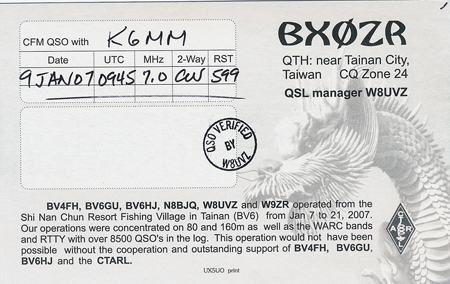 CFM QSO with K6MM
Date UTC MHz 2-Way RST
9JAN07 0945 7.0 CW 599
BXØZR
QTH: near Tainan City,
Taiwan CQ Zone 24
QSL manager W8UVZ
QSO VERIFIED
BY
W8UVZ
BV4FH, BV6GU, BV6HJ, N8BJQ, W8UVZ and W9ZR operated from the
Shi Nan Chun Resort Fishing Village in Tainan (BV6) from Jan 7 to 21, 2007.
Our operations were concentrated on 80 and 160m as well as the WARC bands
and RTTY with over 8500 QSO's in the log. This operation would not have been
possible without the cooperation and outstanding support of BV4FH, BV6GU,
BV6HJ and the CTARL.
UX5UO print